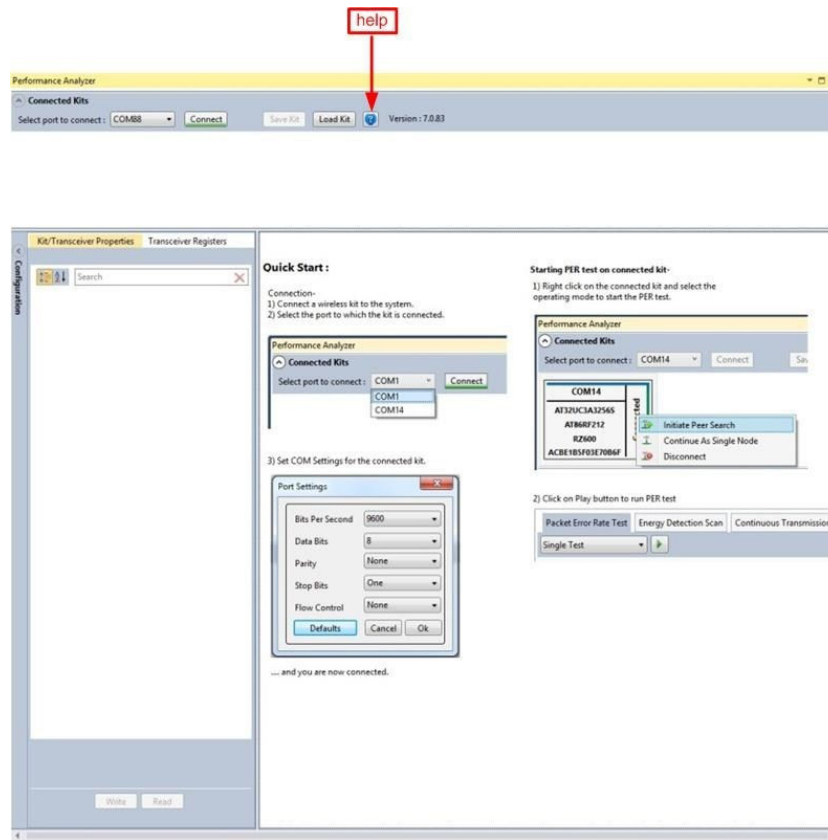 help
Performance Analyzer
Connected Kits
Select port to connect : COM88 Connect Save Kit Load Kit ? Version : 7.0.83
Configuration
Kit/Transceiver Properties Transceiver Registers
Search
Write Read
Quick Start :
Connection-
1) Connect a wireless kit to the system.
2) Select the port to which the kit is connected.
Performance Analyzer
Connected Kits
Select port to connect : COM1 Connect
COM1
COM14
3) Set COM Settings for the connected kit.
Port Settings
Bits Per Second 9600
Data Bits 8
Parity None
Stop Bits One
Flow Control None
Defaults Cancel Ok
.... and you are now connected.
Starting PER test on connected kit-
1) Right click on the connected kit and select the
operating mode to start the PER test.
Performance Analyzer
Connected Kits
Select port to connect : COM14 Connect Sav
COM14
AT32UC3A3256S
AT86RF212
RZ600
ACBE1B5F03E70B6F
Initiate Peer Search
Continue As Single Node
Disconnect
2) Click on Play button to run PER test
Packet Error Rate Test Energy Detection Scan Continuous Transmission
Single Test